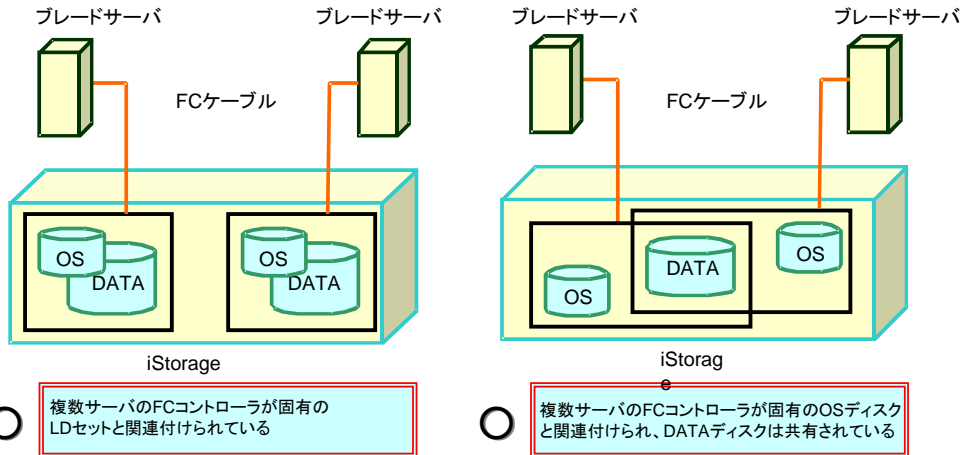 ブレードサーバ
ブレードサーバ
FCケーブル
OS
DATA
OS
DATA
iStorage
複数サーバのFCコントローラが固有の
LDセットと関連付けられている
ブレードサーバ
ブレードサーバ
FCケーブル
OS
DATA
OS
iStorag
e
複数サーバのFCコントローラが固有のOSディスク
と関連付けられ、DATAディスクは共有されている